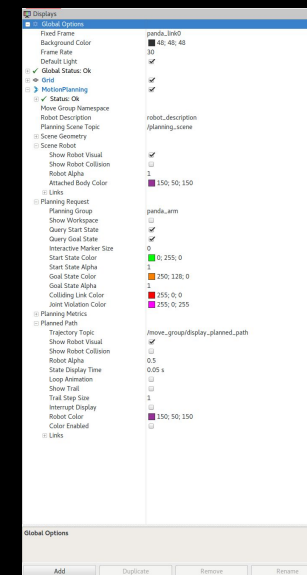 Displays
Global Options
Fixed Frame panda_link0
Background Color 48; 48; 48
Frame Rate 30
Default Light
Global Status: Ok
Grid
MotionPlanning
Status: Ok
Move Group Namespace
Robot Description robot_description
Planning Scene Topic /planning_scene
Scene Geometry
Scene Robot
Show Robot Visual
Show Robot Collision
Robot Alpha 1
Attached Body Color 150; 50; 150
Links
Planning Request
Planning Group panda_arm
Show Workspace
Query Start State
Query Goal State
Interactive Marker Size 0
Start State Color 0; 255; 0
Start State Alpha 1
Goal State Color 250; 128; 0
Goal State Alpha 1
Colliding Link Color 255; 0; 0
Joint Violation Color 255; 0; 255
Planning Metrics
Planned Path
Trajectory Topic /move_group/display_planned_path
Show Robot Visual
Show Robot Collision
Robot Alpha 0.5
State Display Time 0.05 s
Loop Animation
Show Trail
Trail Step Size 1
Interrupt Display
Robot Color 150; 50; 150
Color Enabled
Links
Global Options
Add Duplicate Remove Rename